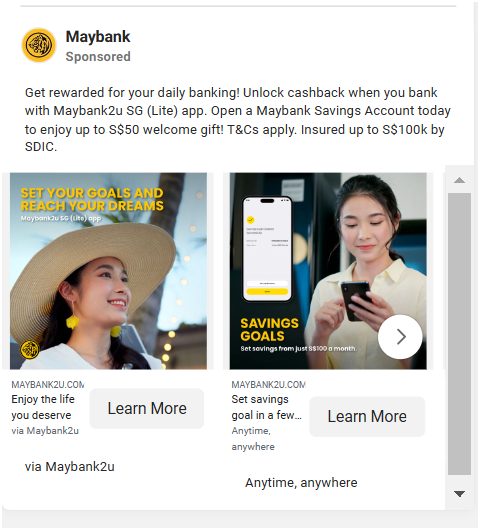 Maybank
Sponsored
Get rewarded for your daily banking! Unlock cashback when you bank
with Maybank2u SG (Lite) app. Open a Maybank Savings Account today
to enjoy up to S$50 welcome gift! T&Cs apply. Insured up to S$100k by
SDIC.
SET YOUR GOALS AND
REACH YOUR DREAMS
Maybank2u SG (Lite) app
SAVINGS
GOALS
Set savings from just S$100 a month.
MAYBANK2U.COM
Enjoy the life
you deserve
via Maybank2u
Learn More
via Maybank2u
MAYBANK2U.COM
Set savings
goal in a few...
Anytime,
anywhere
Learn More
Anytime, anywhere